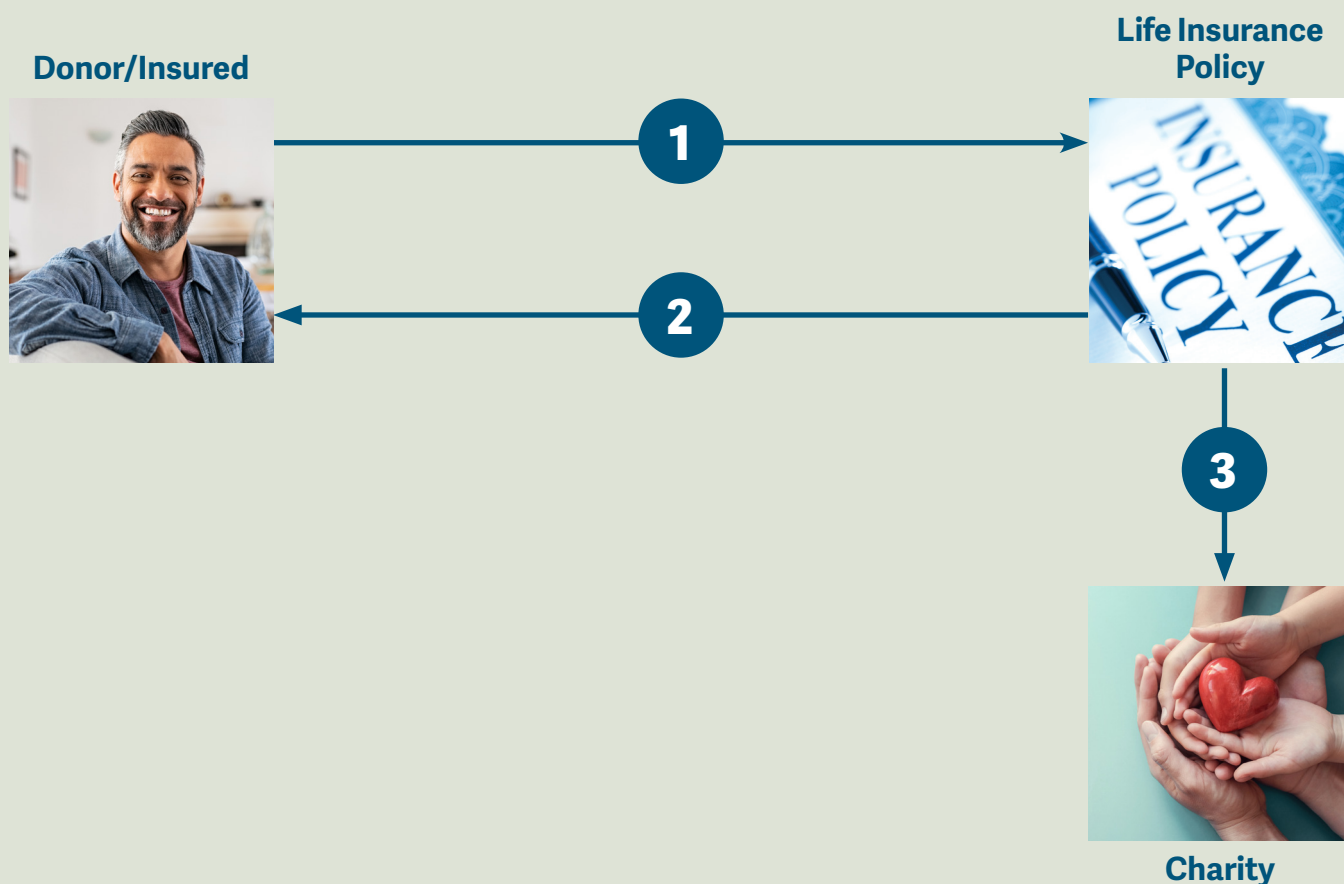 Life Insurance
Policy
Donor/Insured
1
INSURANCE
POLICY
2
3
Charity